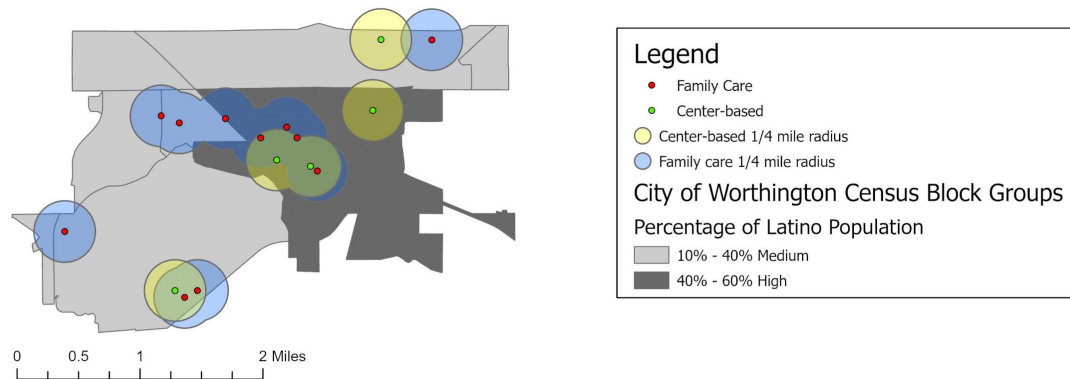 Legend
Family Care
Center-based
Center-based 1/4 mile radius
Family care 1/4 mile radius
City of Worthington Census Block Groups
Percentage of Latino Population
10% - 40% Medium
40% - 60% High
0 0.5 1 2 Miles